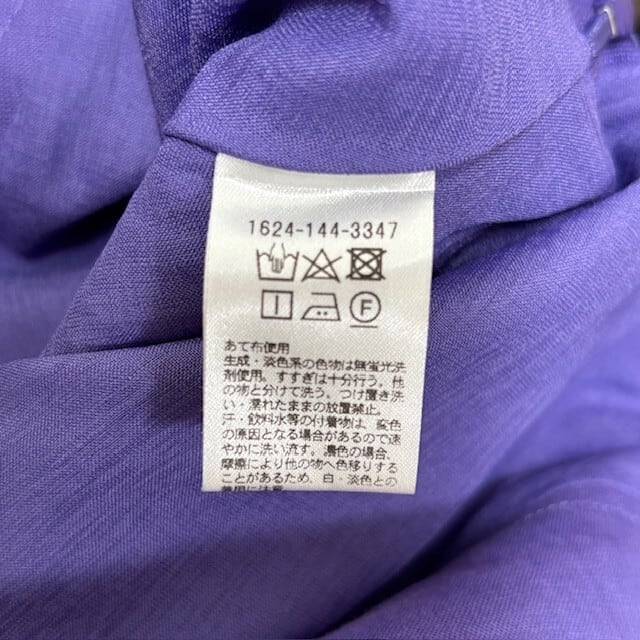 1624-144-3347
F
あて布使用
生成・淡色系の色物は無蛍光洗
剤使用。すすぎは十分行う。他
の物と分けて洗う。つけ置き洗
い・濡れたままの放置禁止。
汗・飲料水等の付着物は、変色
の原因となる場合があるので速
やかに洗い流す。濃色の場合、
摩擦により他の物へ色移りする
ことがあるため、白・淡色との